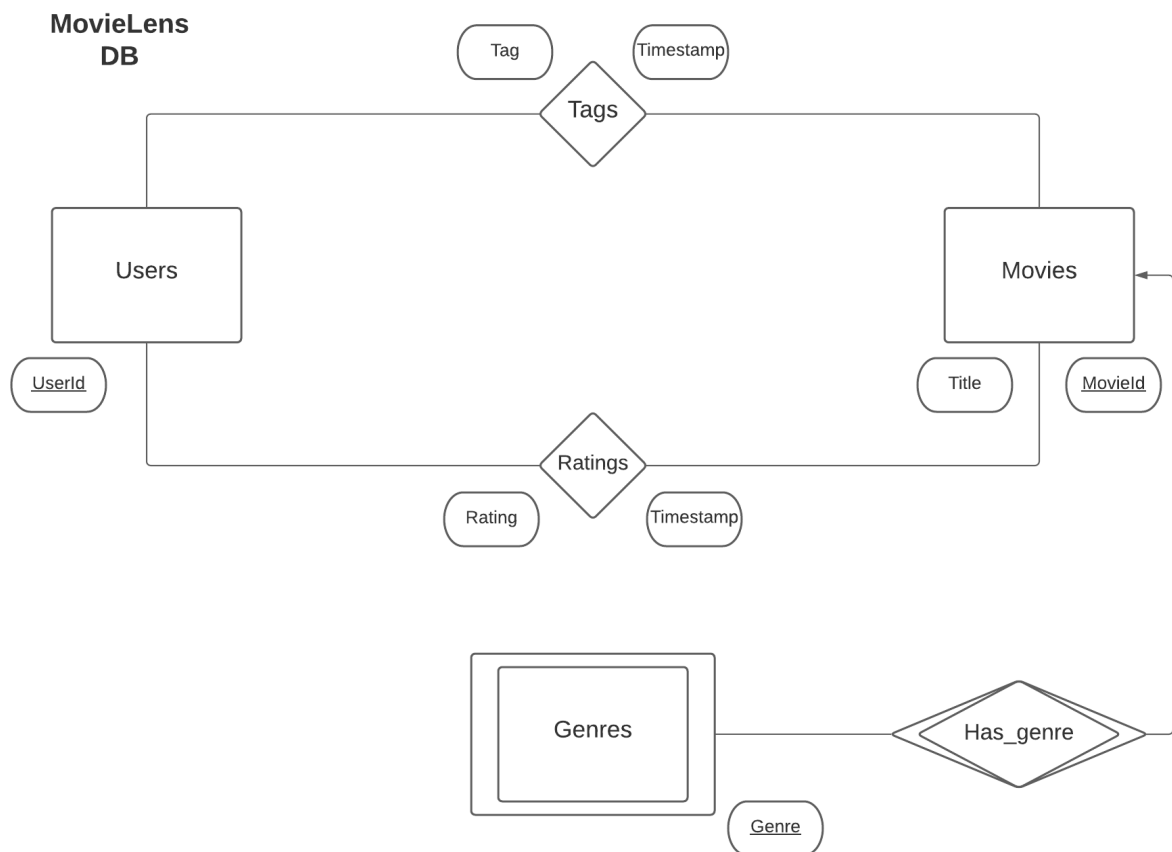 MovieLens
DB
Tag
Timestamp
Tags
Users
Movies
UserId
Title
MovieId
Ratings
Rating
Timestamp
Genres
Has_genre
Genre